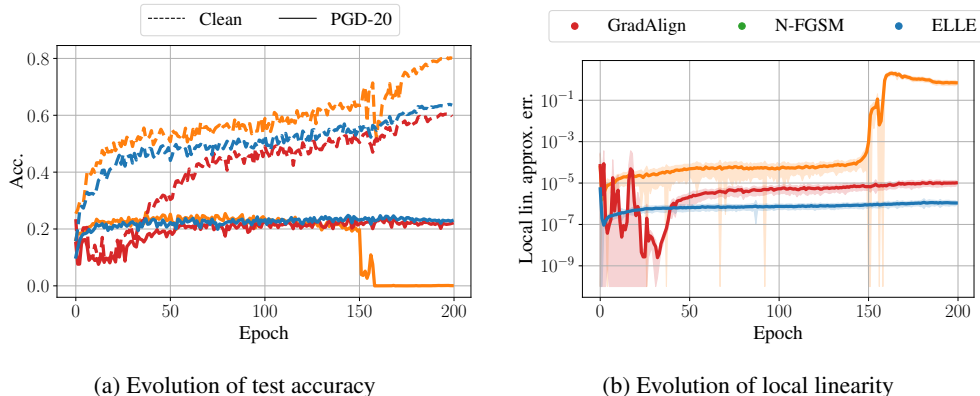 Clean PGD-20
GradAlign N-FGSM ELLE
0.8
0.6
0.4
0.2
0.0
Acc.
0 50 100 150 200
Epoch
10⁻¹
10⁻³
10⁻⁵
10⁻⁷
10⁻⁹
Local lin. approx. err.
0 50 100 150 200
Epoch
(a) Evolution of test accuracy
(b) Evolution of local linearity